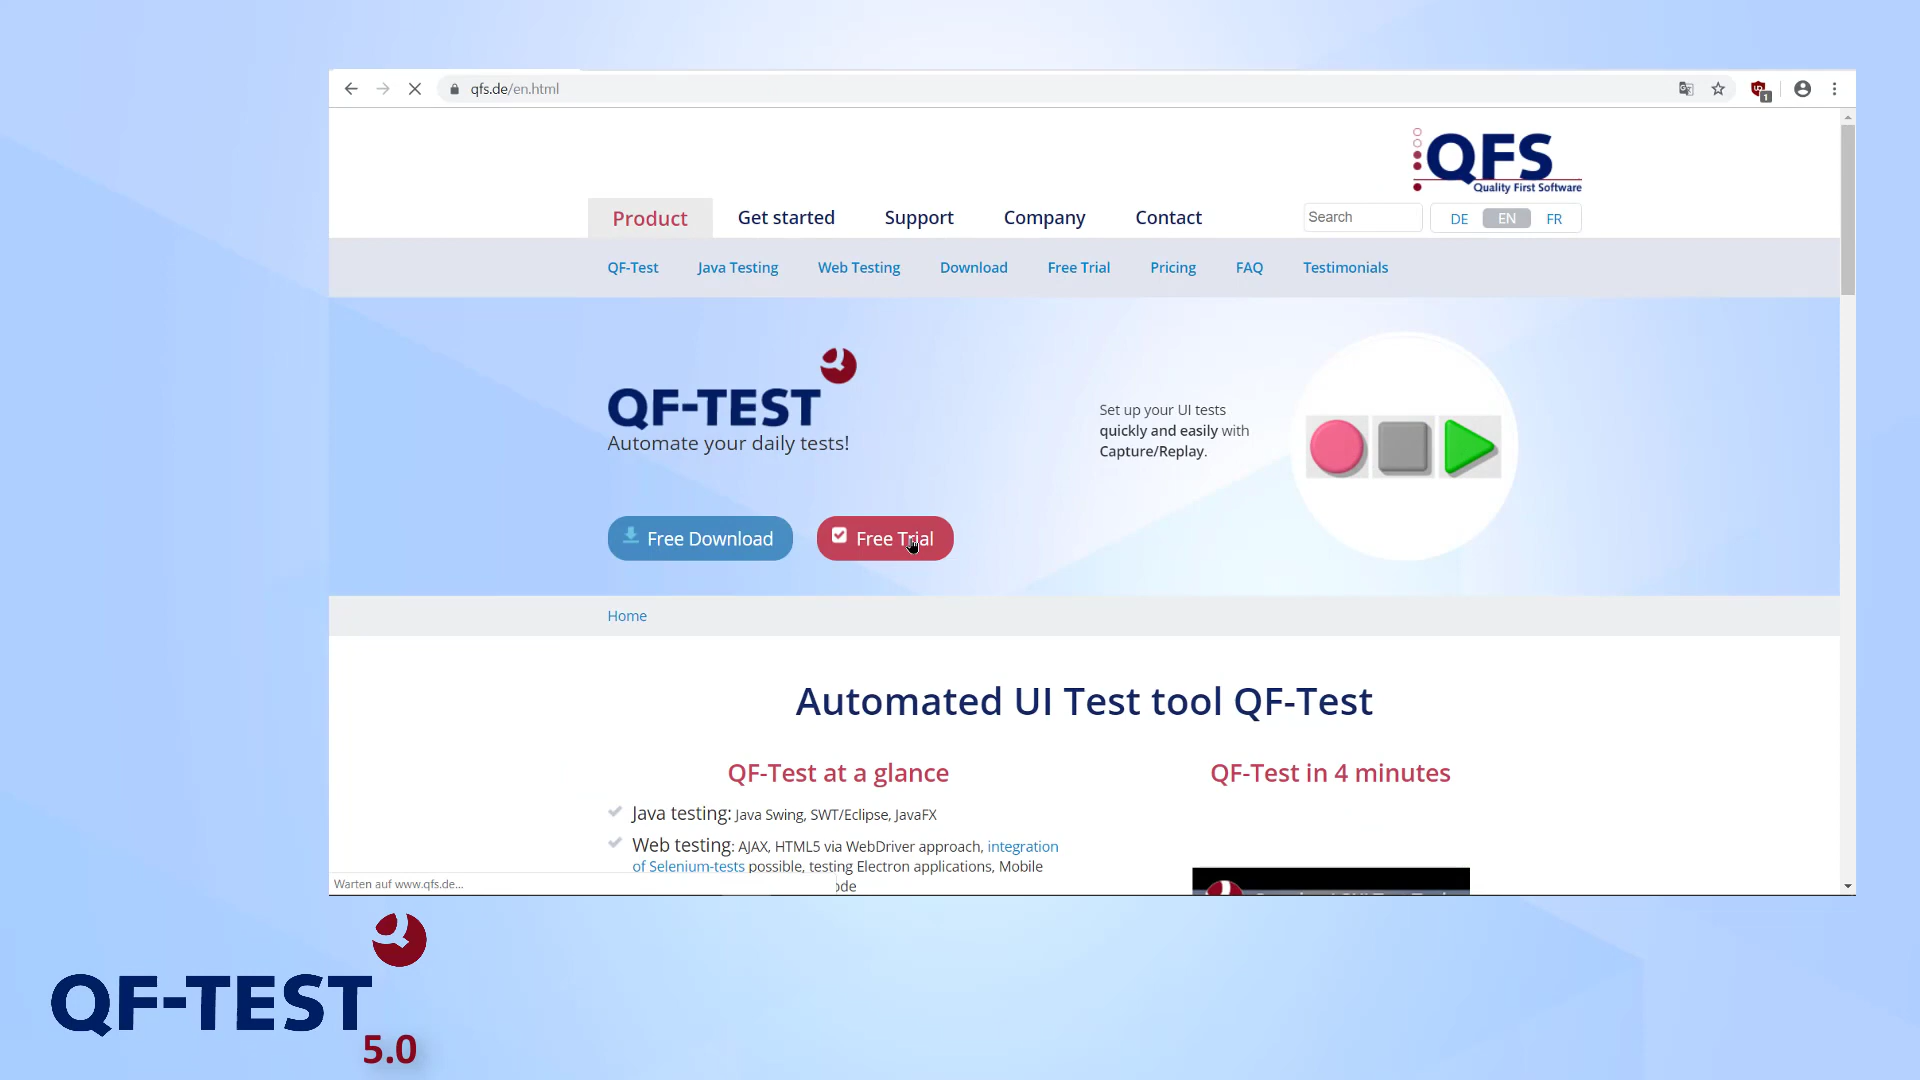 qfs.de/en.html
1
QFS
Quality First Software
Product
Get started
Support
Company
Contact
Search
DE
EN
FR
QF-Test
Java Testing
Web Testing
Download
Free Trial
Pricing
FAQ
Testimonials
QF-TEST
Automate your daily tests!
Set up your UI tests
quickly and easily with
Capture/Replay.
Free Download
Free Trial
Home
Automated UI Test tool QF-Test
QF-Test at a glance
QF-Test in 4 minutes
Java testing: Java Swing, SWT/Eclipse, JavaFX
Web testing: AJAX, HTML5 via WebDriver approach, integration
of Selenium-tests possible, testing Electron applications, Mobile
Warten auf www.qfs.de...
QF-TEST
5.0